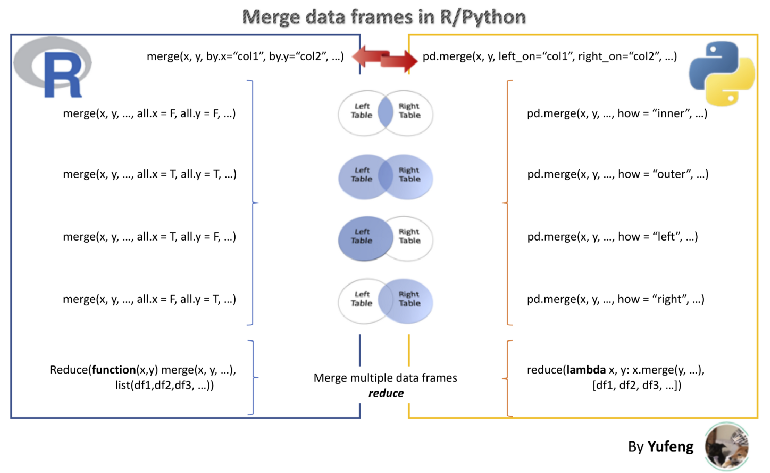 Merge data frames in R/Python
R
merge(x, y, by.x=“col1”, by.y=“col2”, …)
pd.merge(x, y, left_on=“col1”, right_on=“col2”, …)
merge(x, y, …, all.x = F, all.y = F, …)
Left Table
Right Table
pd.merge(x, y, …, how = “inner”, …)
merge(x, y, …, all.x = T, all.y = T, …)
Left Table
Right Table
pd.merge(x, y, …, how = “outer”, …)
merge(x, y, …, all.x = T, all.y = F, …)
Left Table
Right Table
pd.merge(x, y, …, how = “left”, …)
merge(x, y, …, all.x = F, all.y = T, …)
Left Table
Right Table
pd.merge(x, y, …, how = “right”, …)
Reduce(function(x,y) merge(x, y, …),
list(df1,df2,df3, …))
Merge multiple data frames
reduce
reduce(lambda x, y: x.merge(y, …),
[df1, df2, df3, …])
By Yufeng